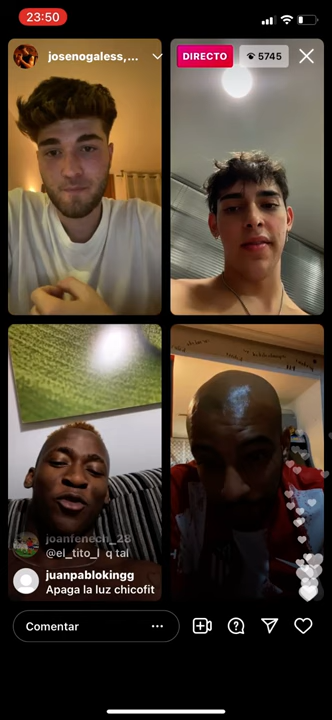 23:50
josenogaless,...
DIRECTO
5745
joanfenech_28
@el_tito_l q tal
juanpablokingg
Apaga la luz chicofit
Comentar